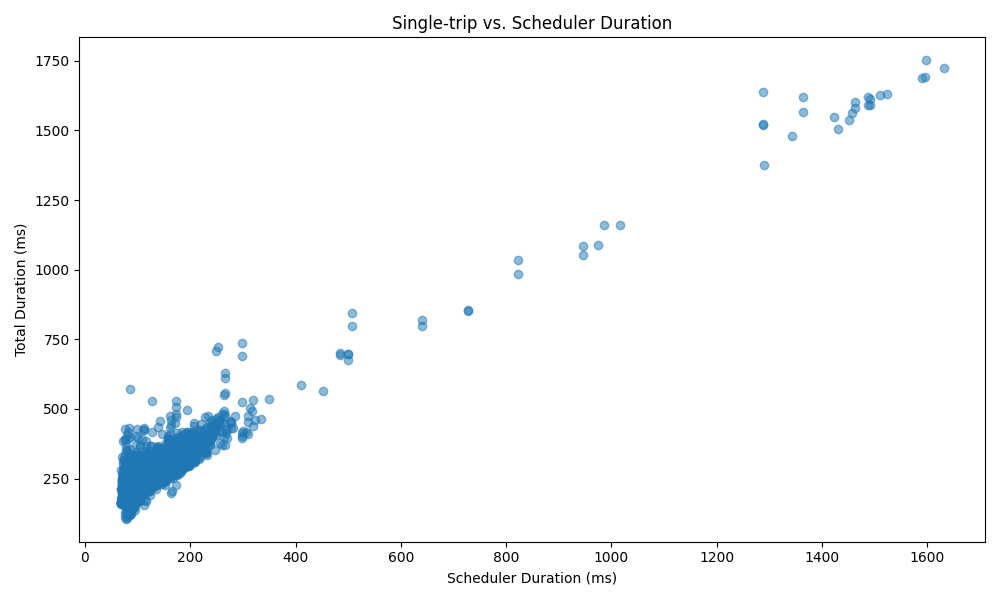 Single-trip vs. Scheduler Duration
1750
1500
1250
1000
750
500
250
Total Duration (ms)
0 200 400 600 800 1000 1200 1400 1600
Scheduler Duration (ms)